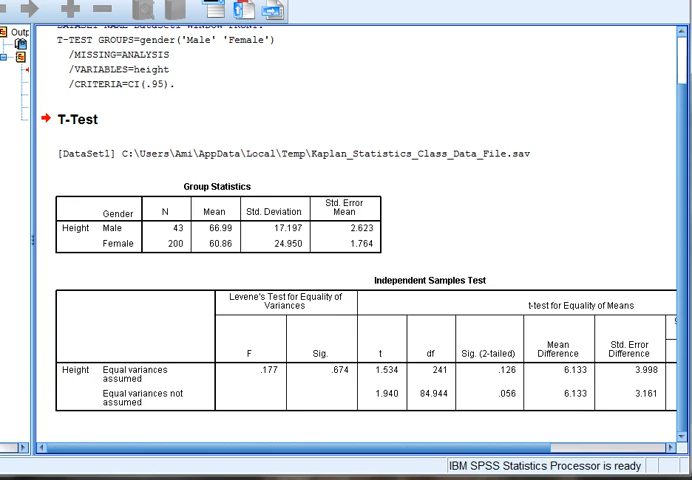 Outp
T-TEST GROUPS=gender('Male' 'Female')
/MISSING=ANALYSIS
/VARIABLES=height
/CRITERIA=CI(.95).
T-Test
[DataSet1] C:\Users\Ami\AppData\Local\Temp\Kaplan_Statistics_Class_Data_File.sav
Group Statistics
Gender N Mean Std. Deviation Std. Error Mean
Height Male 43 66.99 17.197 2.623
Female 200 60.86 24.950 1.764
Independent Samples Test
Levene's Test for Equality of Variances
t-test for Equality of Means
F Sig. t df Sig. (2-tailed) Mean Difference Std. Error Difference
Height Equal variances assumed .177 .674 1.534 241 .126 6.133 3.998
Equal variances not assumed 1.940 84.944 .056 6.133 3.161
IBM SPSS Statistics Processor is ready